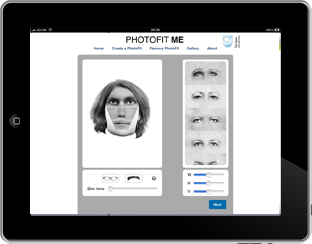 PHOTOFIT ME
Home Create a PhotoFit Famous PhotoFit Gallery About
Skin tone
W
H
Y
Next